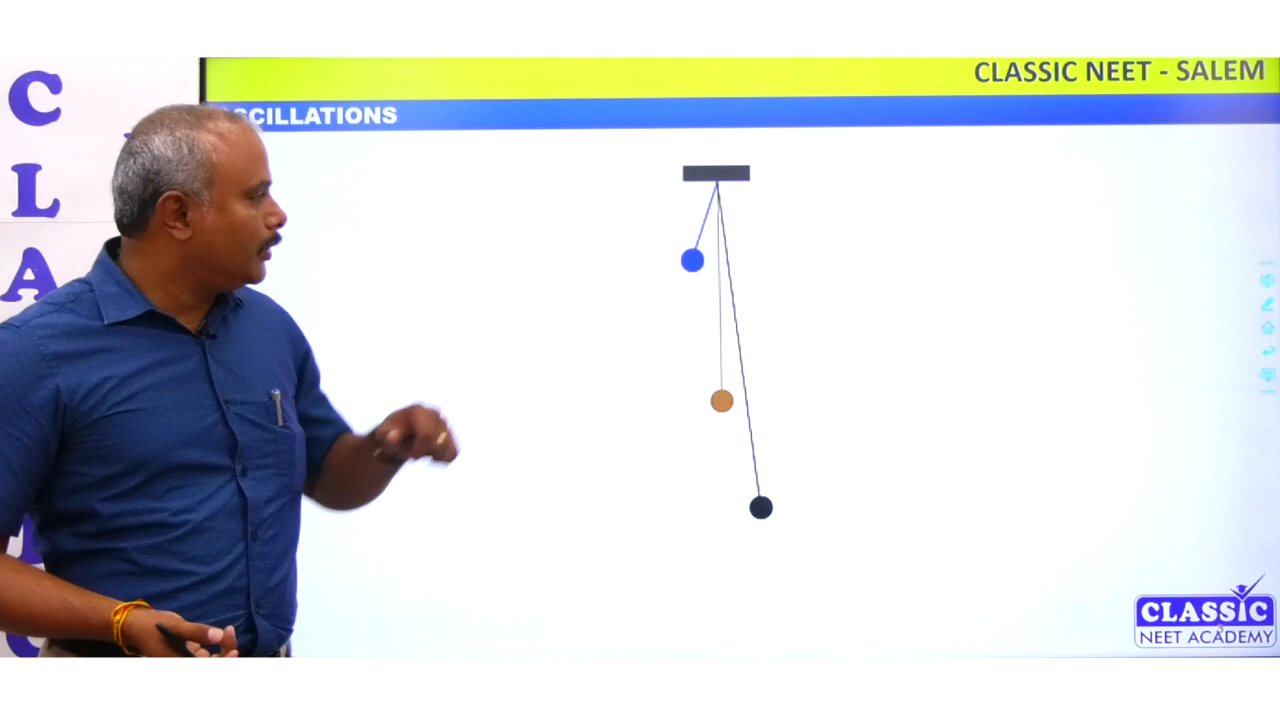 CLASSIC NEET - SALEM
SCILLATIONS
C
L
A
CLASSIC
NEET ACADEMY